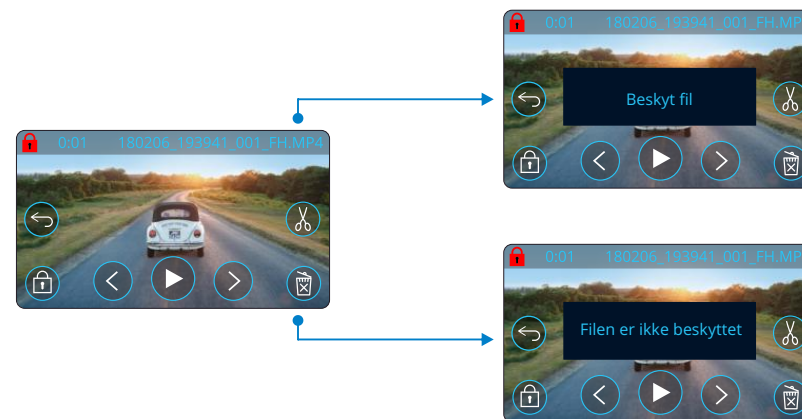 0:01 180206_193941_001_FH.MP4
0:01 180206_193941_001_FH.MP
Beskyt fil
0:01 180206_193941_001_FH.MP
Filen er ikke beskyttet